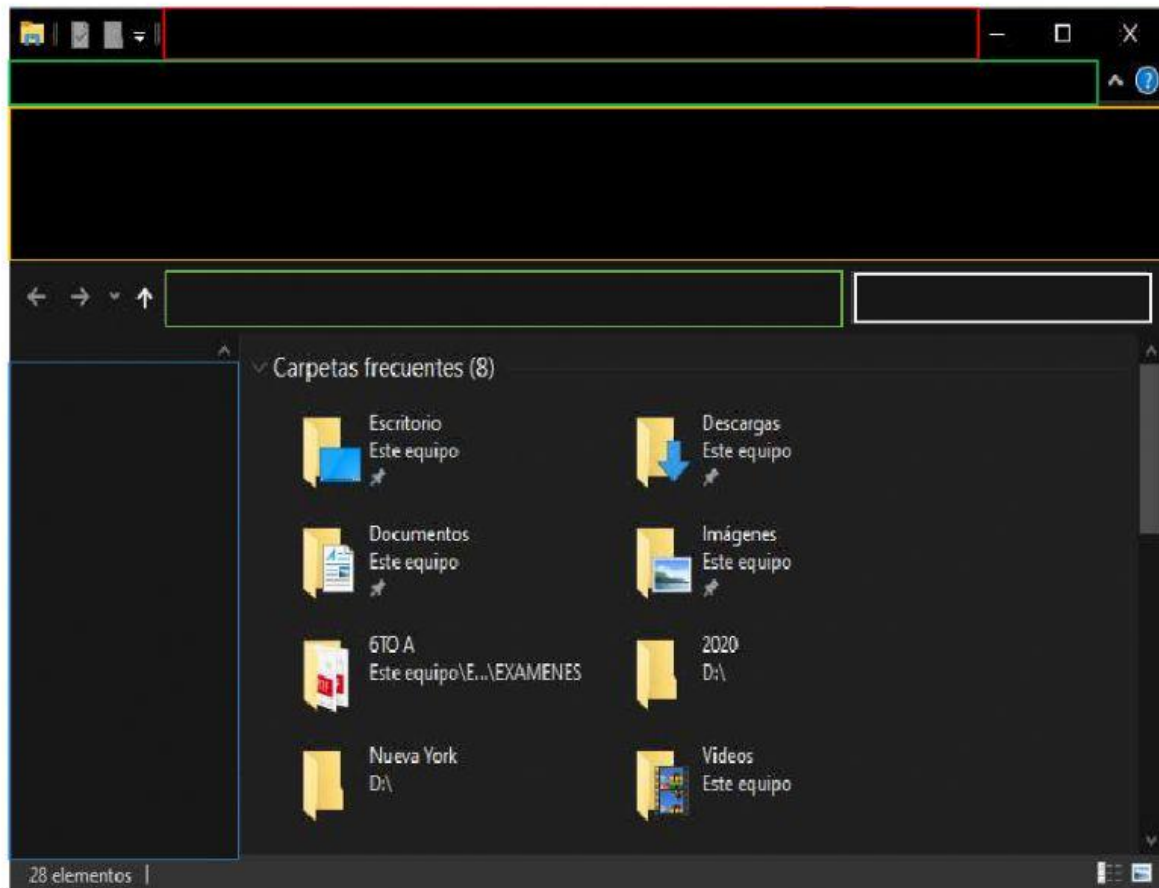 Carpetas frecuentes (8)
Escritorio
Este equipo
Descargas
Este equipo
Documentos
Este equipo
Imágenes
Este equipo
6TO A
Este equipo\E...\EXAMENES
2020
D:\
Nueva York
D:\
Videos
Este equipo
28 elementos